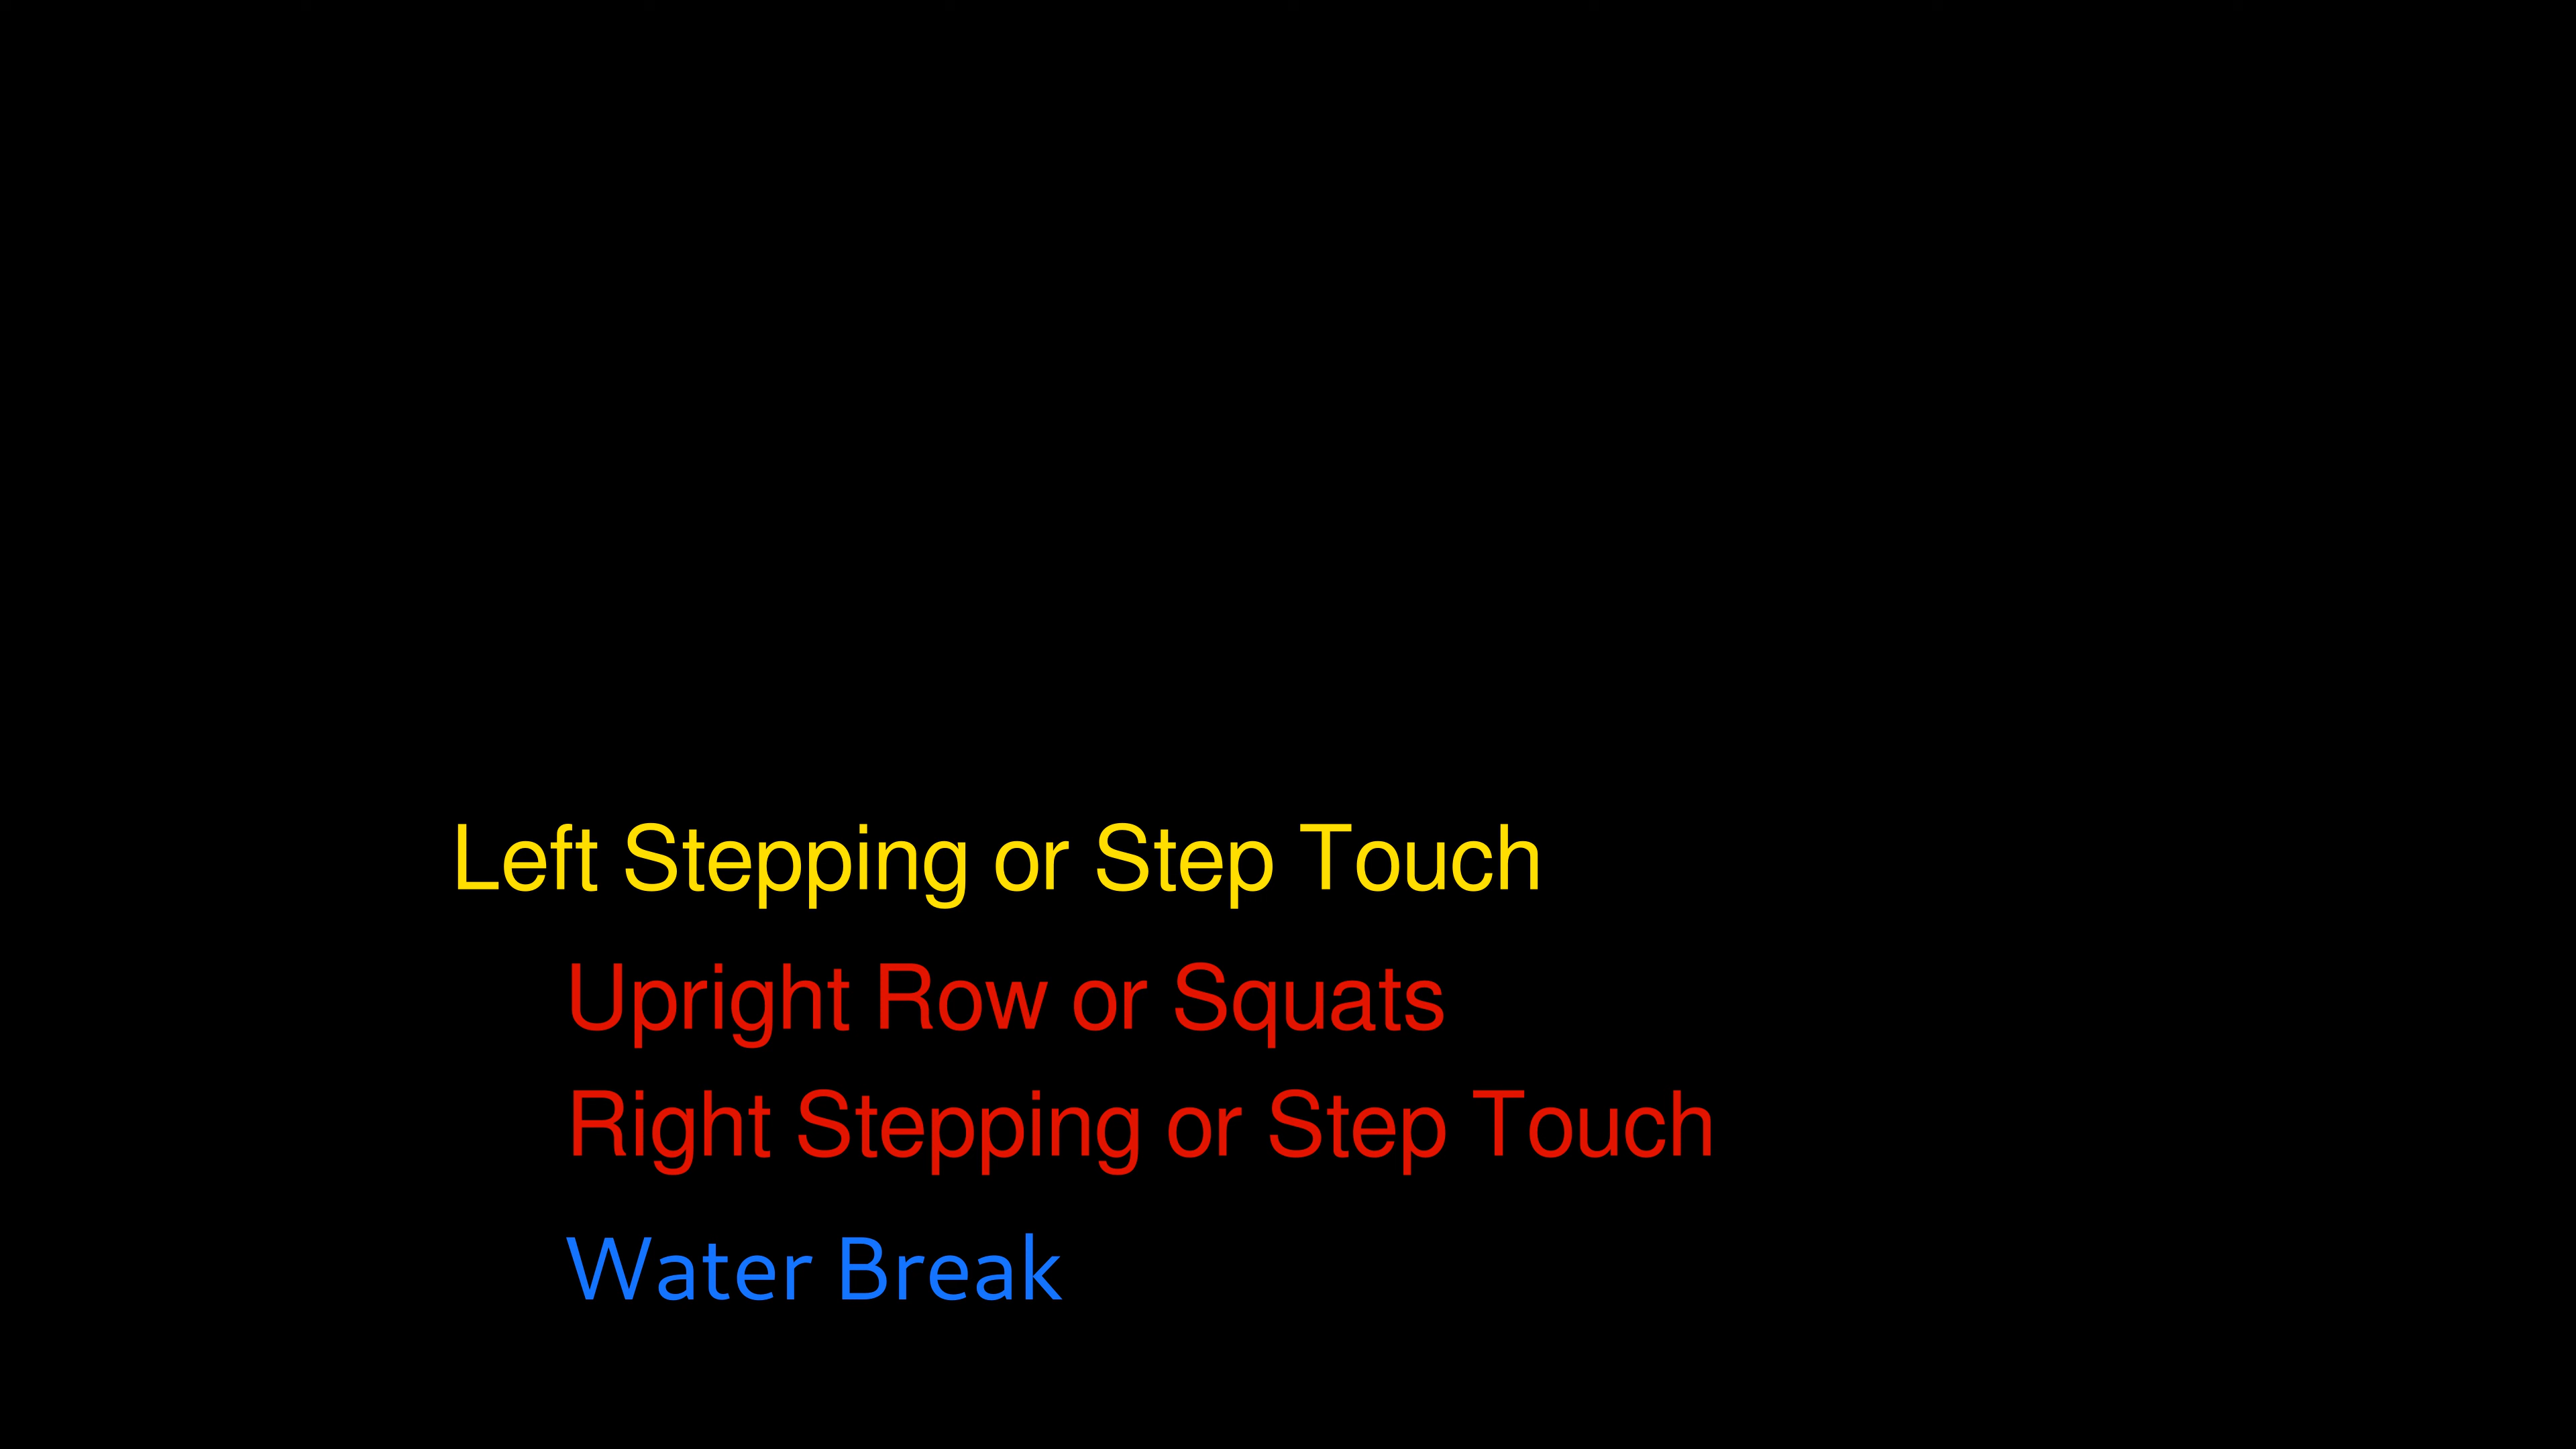 Left Stepping or Step Touch
Upright Row or Squats
Right Stepping or Step Touch
Water Break